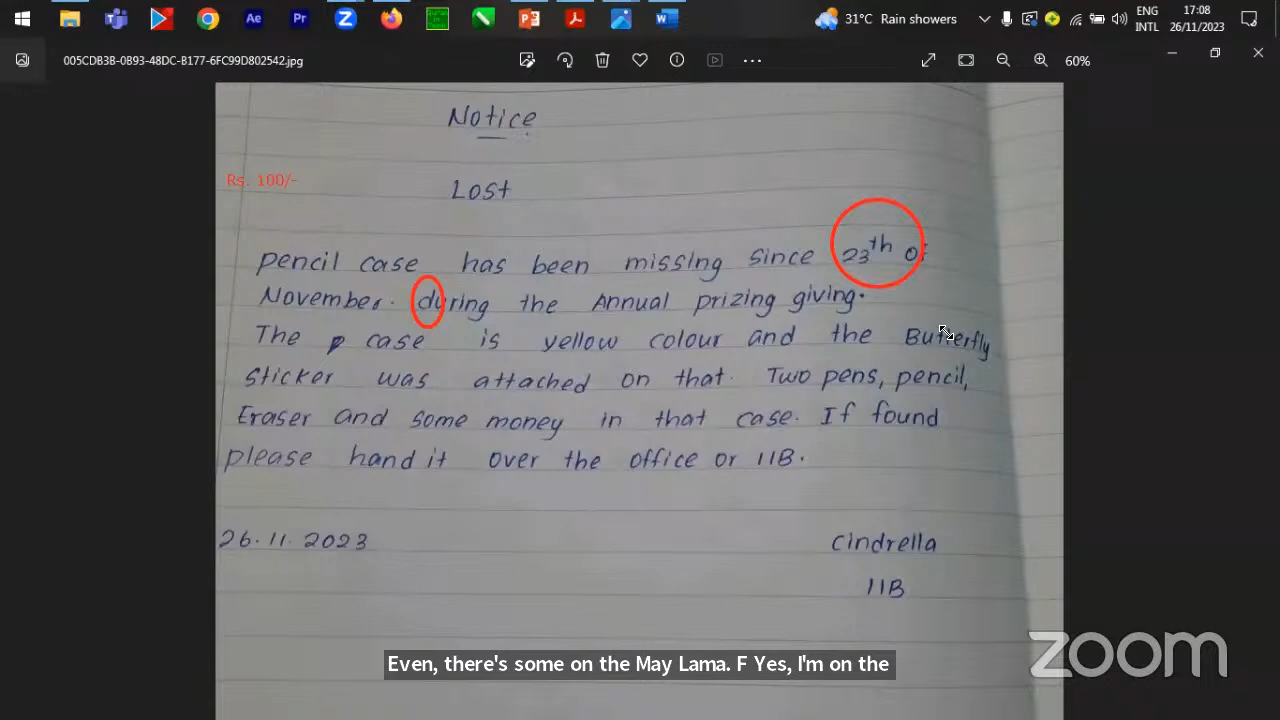 ENG
31°C Rain showers
17:08
INTL
26/11/2023
005CDB3B-0B93-48DC-B177-6FC99D802542.jpg
60%
Notice
Rs. 100/-
Lost
pencil case has been missing since 23th of
November. during the Annual prizing giving.
The case is yellow colour and the Butterfly
sticker was attached on that. Two pens, pencil,
Eraser and some money in that case. If found
please hand it over the office or 11B.
26.11.2023
Cindrella
11B
Even, there's some on the May Lama. F Yes, I'm on the
zoom